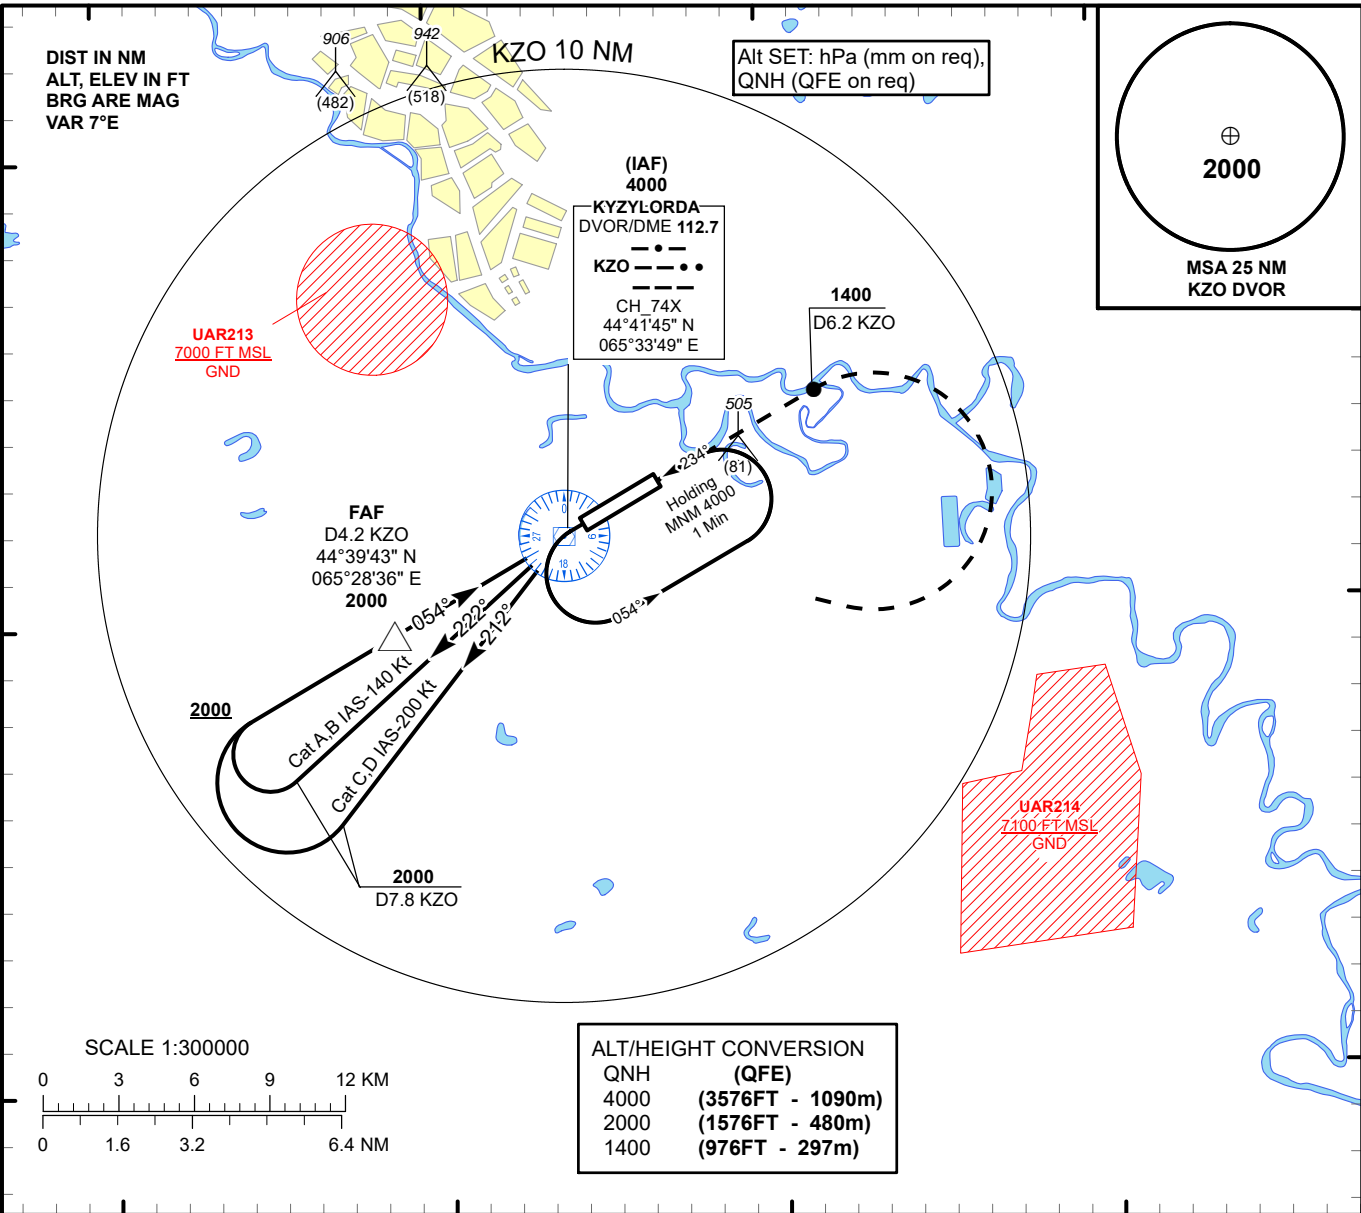 DIST IN NM
ALT, ELEV IN FT
BRG ARE MAG
VAR 7°E
906
(482)
942
(518)
KZO 10 NM
Alt SET: hPa (mm on req),
QNH (QFE on req)
2000
MSA 25 NM
KZO DVOR
(IAF)
4000
KYZYLORDA
DVOR/DME 112.7
KZO
CH_74X
44°41'45" N
065°33'49" E
UAR213
7000 FT MSL
GND
1400
D6.2 KZO
505
(81)
234°
Holding
MNM 4000
1 Min
054°
0
9
18
27
FAF
D4.2 KZO
44°39'43" N
065°28'36" E
2000
054°
222°
212°
Cat A,B IAS-140 Kt
Cat C,D IAS-200 Kt
2000
2000
D7.8 KZO
UAR214
7100 FT MSL
GND
SCALE 1:300000
0 3 6 9 12 KM
0 1.6 3.2 6.4 NM
ALT/HEIGHT CONVERSION
QNH (QFE)
4000 (3576FT - 1090m)
2000 (1576FT - 480m)
1400 (976FT - 297m)